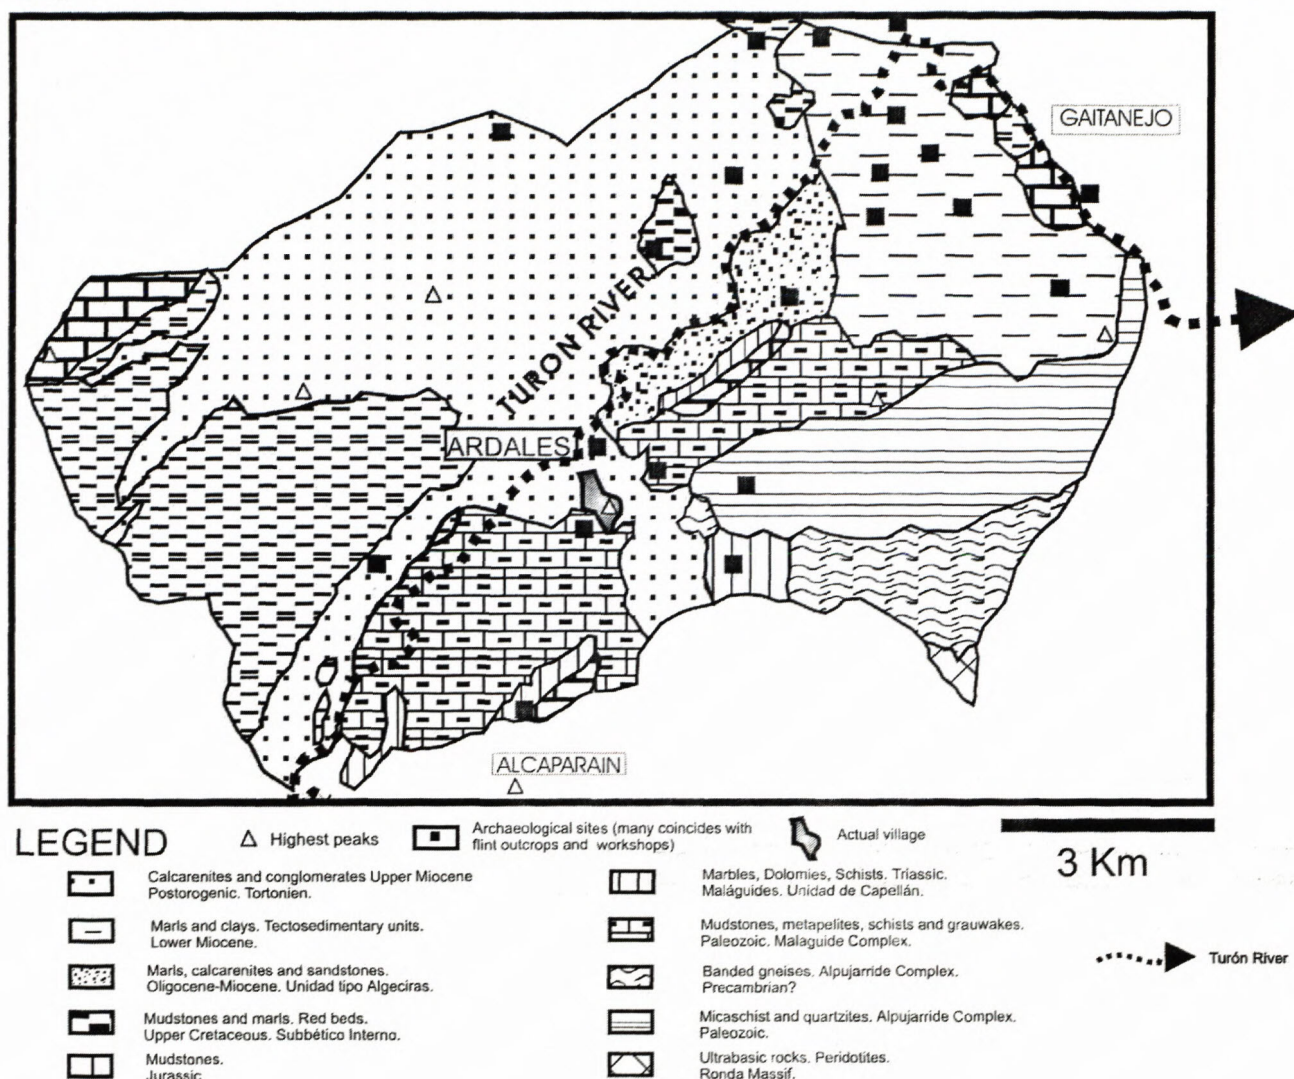 GAITANEJO
TURON RIVER
ARDALES
ALCAPARAIN
LEGEND
Highest peaks
Archaeological sites (many coincides with
flint outcrops and workshops)
Actual village
3 Km
Calcarenites and conglomerates Upper Miocene
Postorogenic. Tortonien.
Marls and clays. Tectosedimentary units.
Lower Miocene.
Marls, calcarenites and sandstones.
Oligocene-Miocene. Unidad tipo Algeciras.
Mudstones and marls. Red beds.
Upper Cretaceous. Subbético Interno.
Mudstones.
Jurassic
Marbles, Dolomies, Schists. Triassic.
Maláguides. Unidad de Capellán.
Mudstones, metapelites, schists and grauwakes.
Paleozoic. Malaguide Complex.
Banded gneises. Alpujarride Complex.
Precambrian?
Micaschist and quartzites. Alpujarride Complex.
Paleozoic.
Ultrabasic rocks. Peridotites.
Ronda Massif.
Turón River